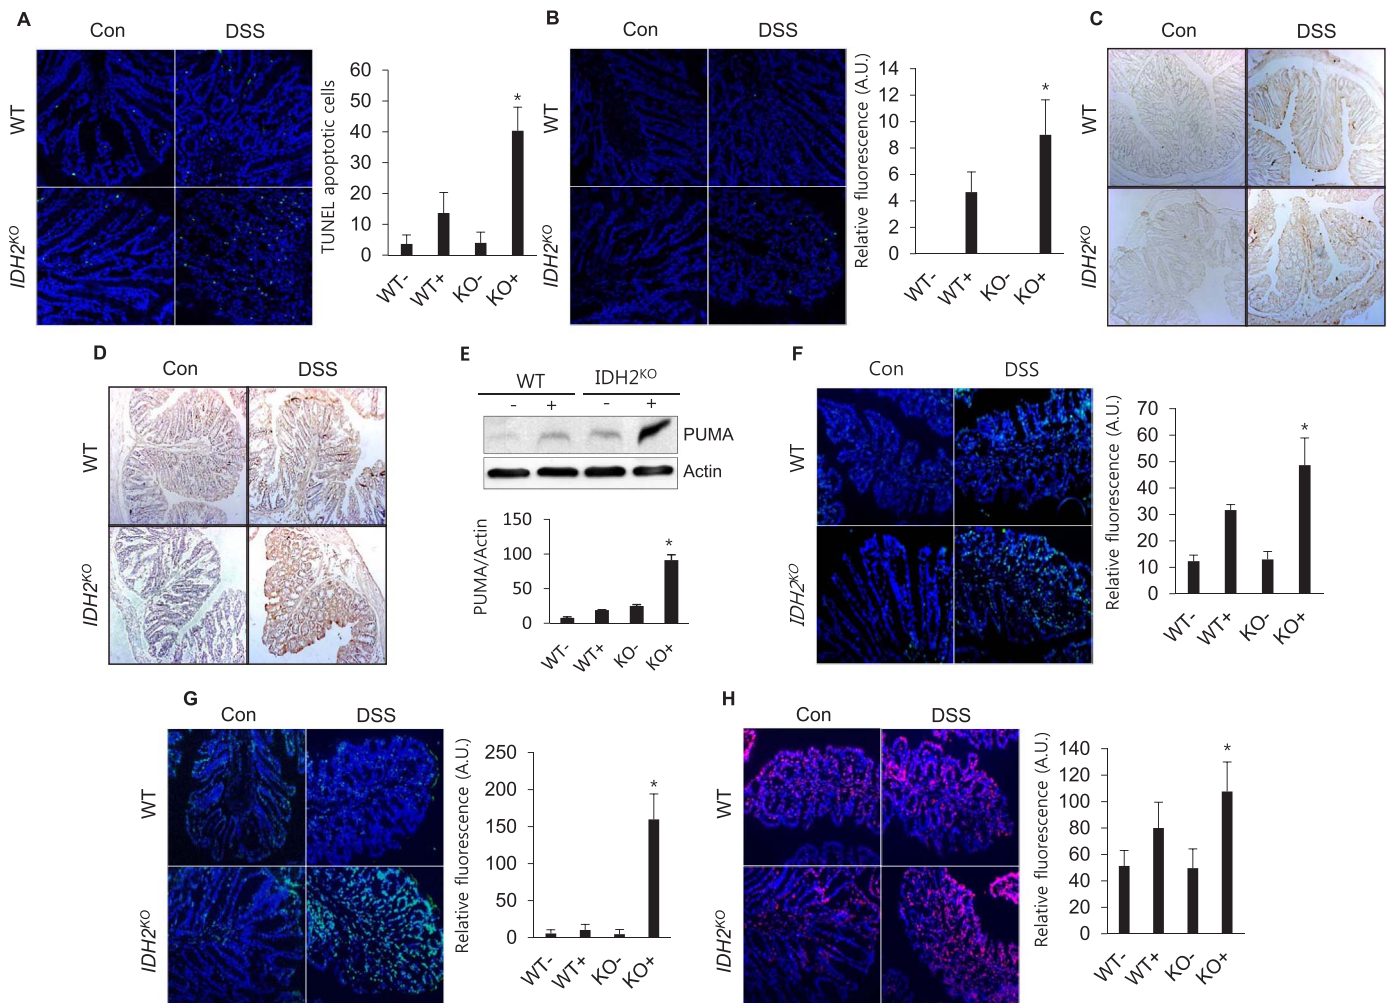 A
Con DSS
WT
IDH2KO
TUNEL apoptotic cells
60
50
40
30
20
10
0
WT- WT+ KO- KO+
*
B
Con DSS
WT
IDH2KO
Relative fluorescence (A.U.)
14
12
10
8
6
4
2
0
WT- WT+ KO- KO+
*
C
Con DSS
WT
IDH2KO
D
Con DSS
WT
IDH2KO
E
WT IDH2KO
- + - +
PUMA
Actin
PUMA/Actin
150
100
50
0
WT- WT+ KO- KO+
*
F
Con DSS
WT
IDH2KO
Relative fluorescence (A.U.)
70
60
50
40
30
20
10
0
WT- WT+ KO- KO+
*
G
Con DSS
WT
IDH2KO
Relative fluorescence (A.U.)
250
200
150
100
50
0
WT- WT+ KO- KO+
*
H
Con DSS
WT
IDH2KO
Relative fluorescence (A.U.)
140
120
100
80
60
40
20
0
WT- WT+ KO- KO+
*